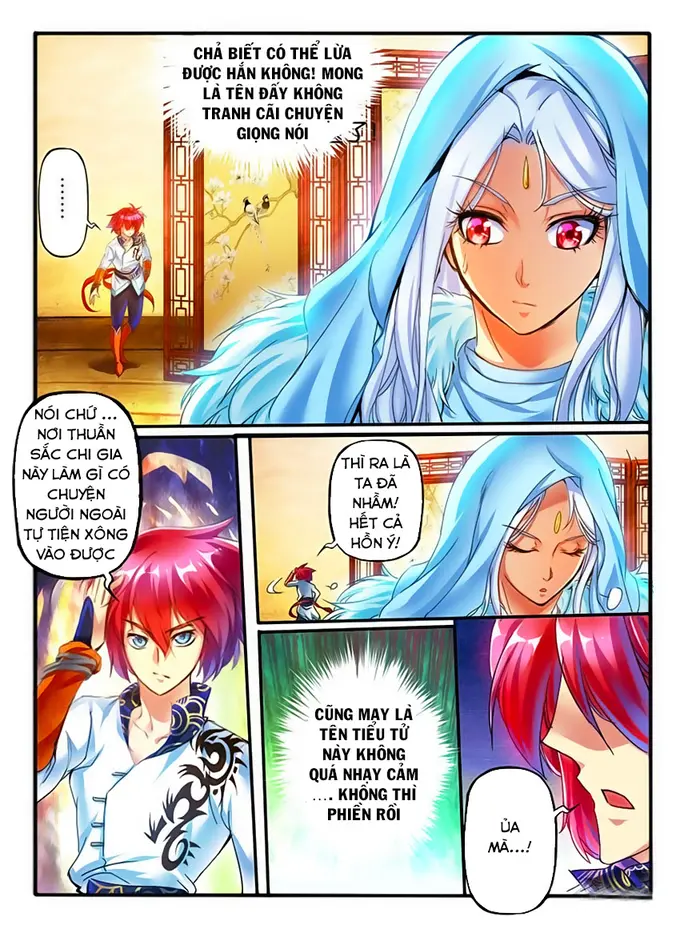 CHẢ BIẾT CÓ THỂ LỪA
ĐƯỢC HẮN KHÔNG! MONG
LÀ TÊN ĐẤY KHÔNG
TRANH CÃI CHUYỆN
GIỌNG NÓI
.......
NÓI CHỨ ...
NƠI THUẦN
SẮC CHI GIA
NÀY LÀM GÌ CÓ
CHUYỆN
NGƯỜI NGOÀI
TỰ TIỆN XÔNG
VÀO ĐƯỢC
THÌ RA LÀ
TA ĐÃ
NHẦM!
HẾT CẢ
HỒN Ý!
CŨNG MAY LÀ
TÊN TIỂU TỬ
NÀY KHÔNG
QUÁ NHẠY CẢM
.... KHÔNG THÌ
PHIỀN RỒI
ỦA
MÀ...!